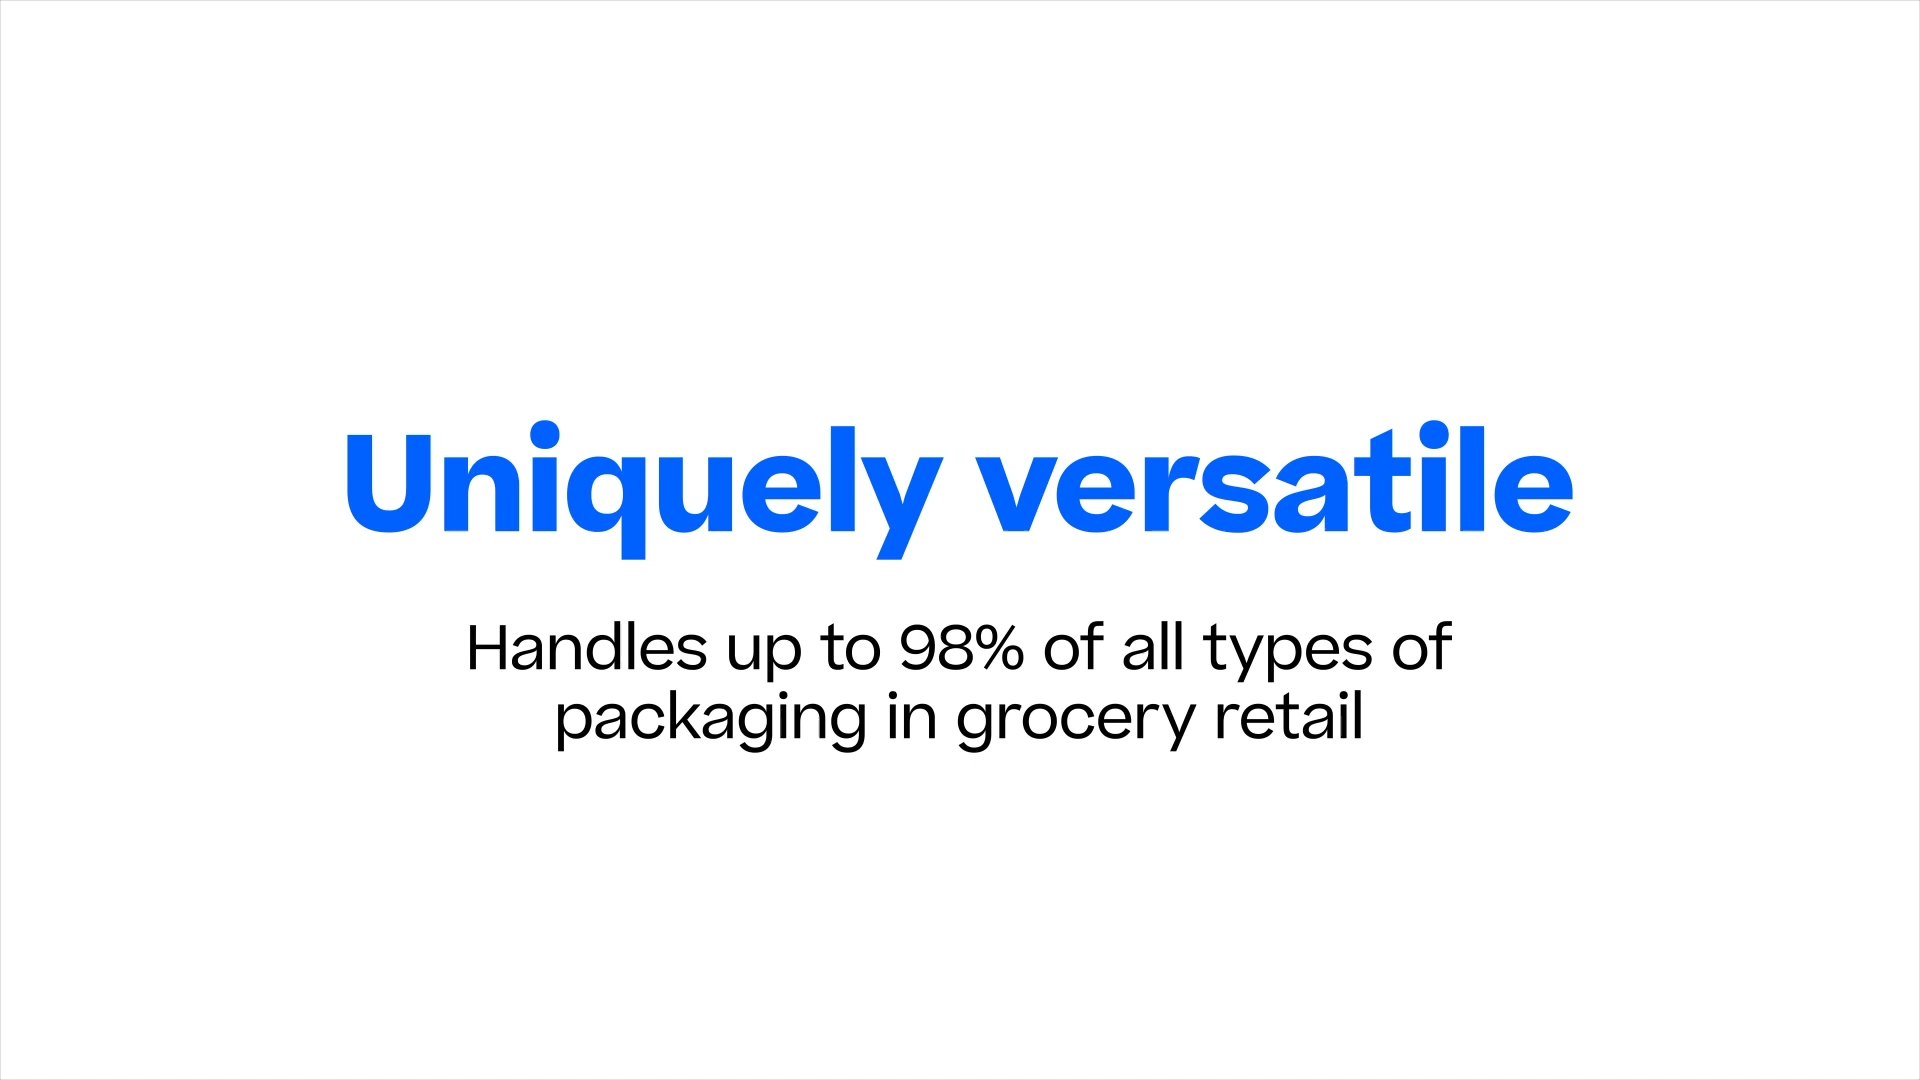 Uniquely versatile
Handles up to 98% of all types of
packaging in grocery retail